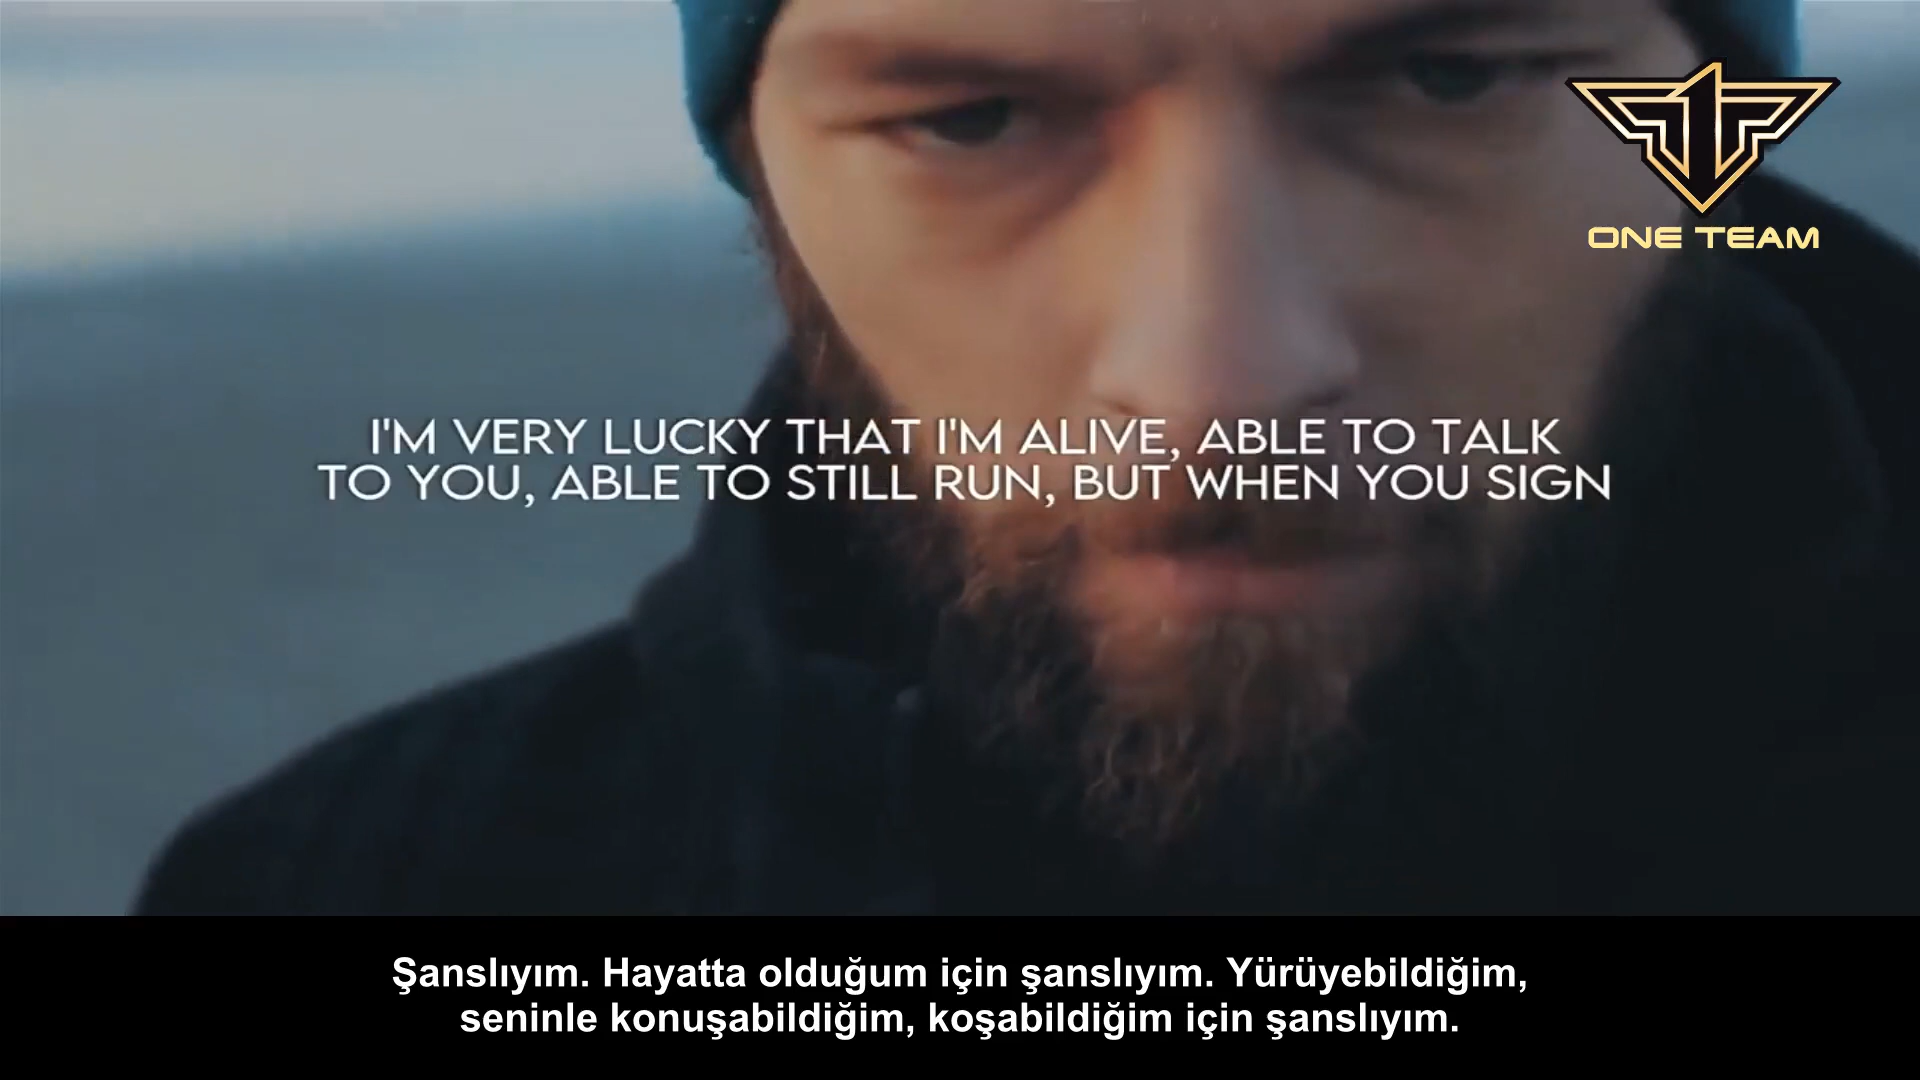 ONE TEAM
I'M VERY LUCKY THAT I'M ALIVE, ABLE TO TALK
TO YOU, ABLE TO STILL RUN, BUT WHEN YOU SIGN
Şanslıyım. Hayatta olduğum için şanslıyım. Yürüyebildiğim,
seninle konuşabildiğim, koşabildiğim için şanslıyım.